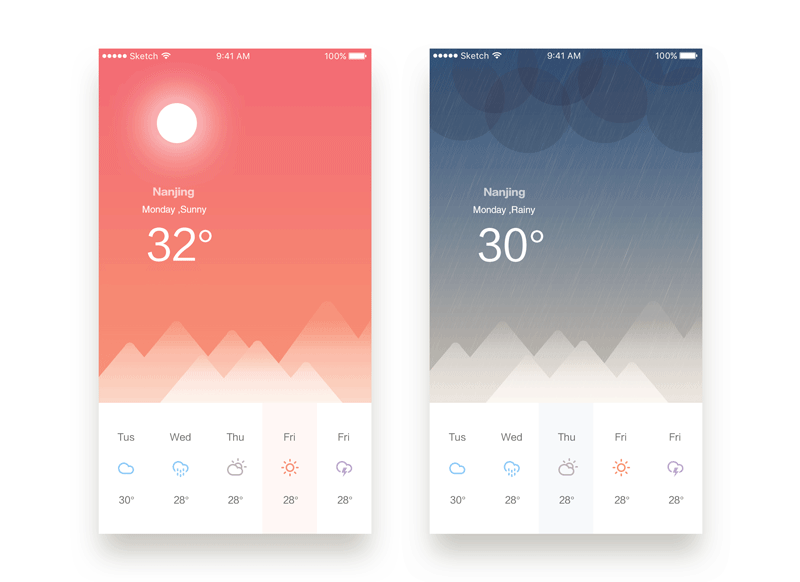 Sketch 9:41 AM 100%
Nanjing
Monday ,Sunny
32°
Tue Wed Thu Fri Fri
30° 28° 28° 28° 28°
Sketch 9:41 AM 100%
Nanjing
Monday ,Rainy
30°
Tus Wed Thu Fri Fri
30° 28° 28° 28° 28°